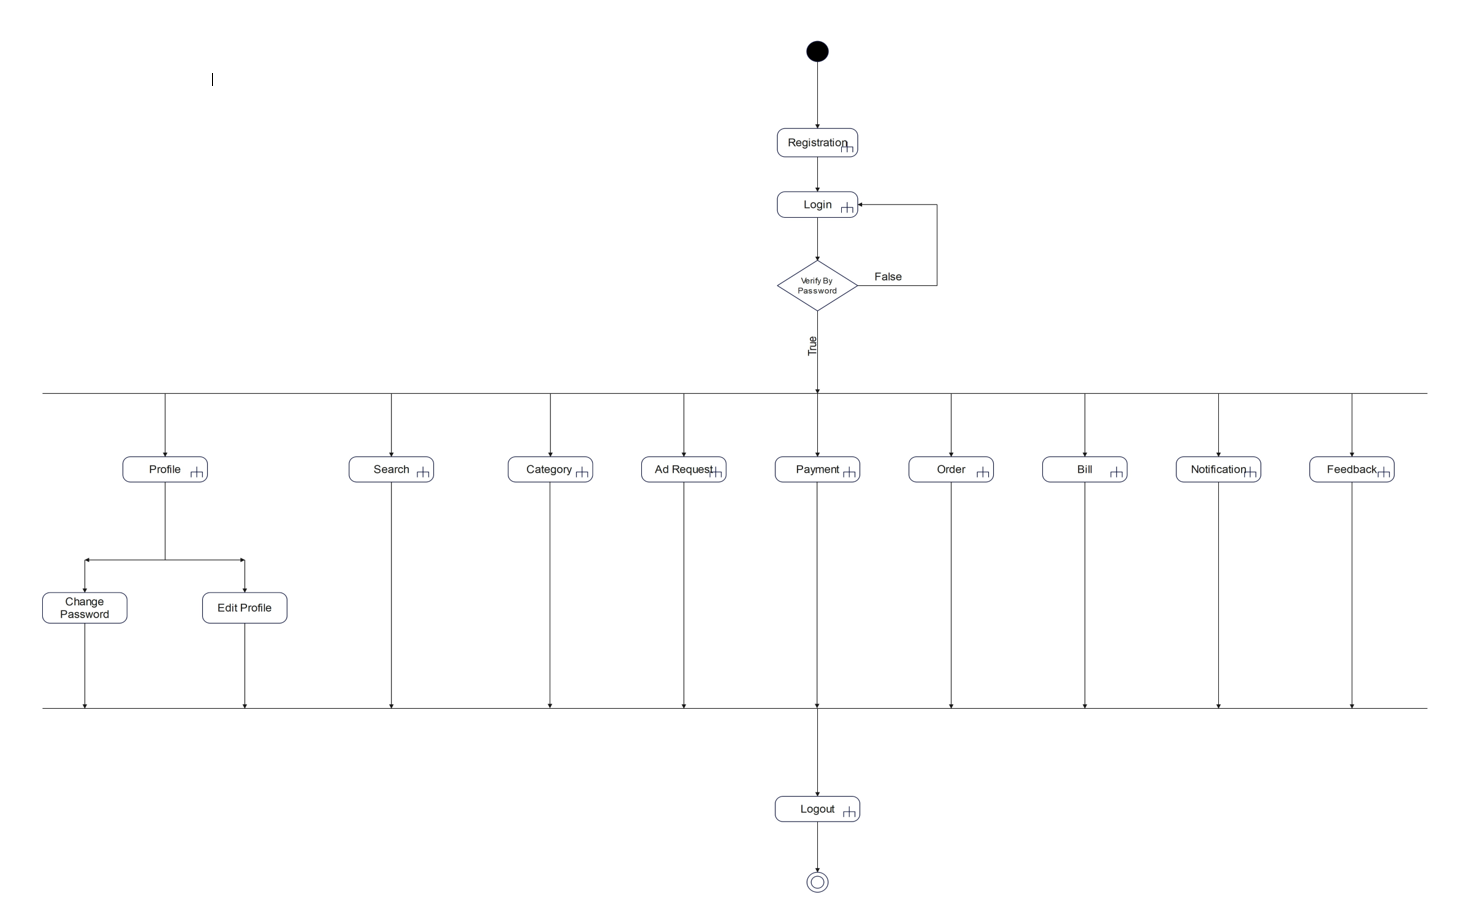 Registration
Login
Verify By
Password
False
True
Profile
Search
Category
Ad Request
Payment
Order
Bill
Notification
Feedback
Change
Password
Edit Profile
Logout